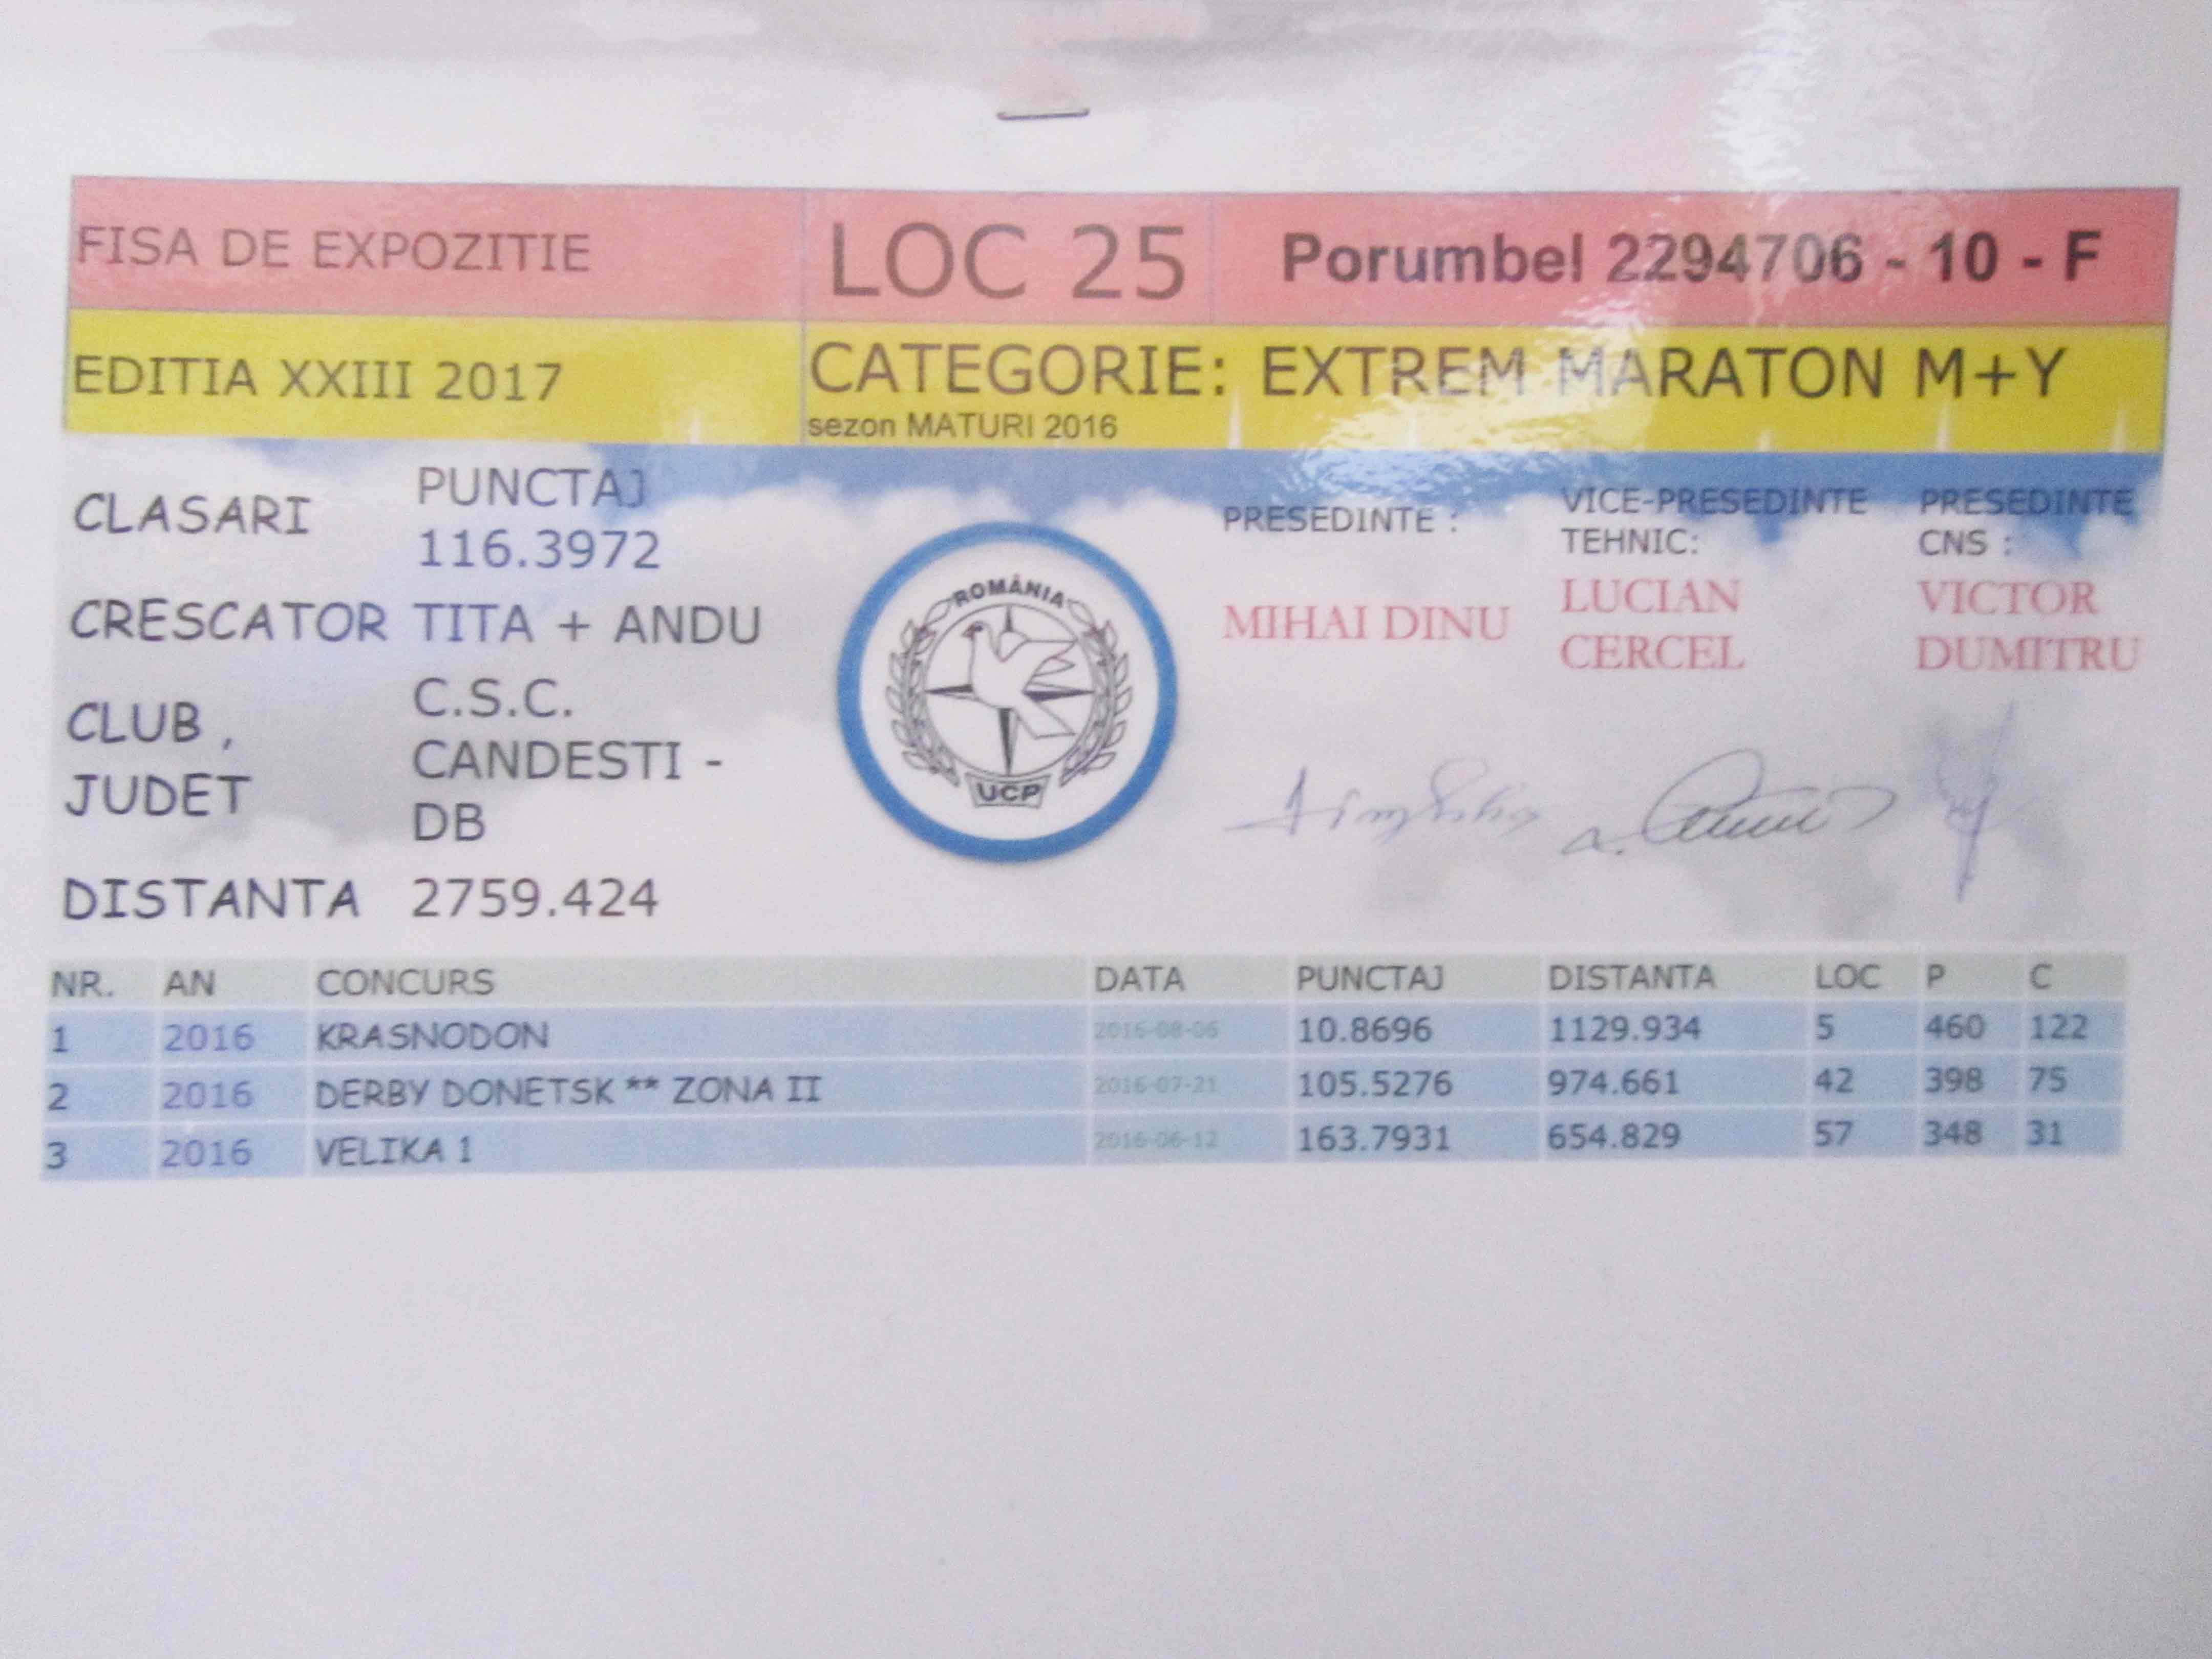 FISA DE EXPOZITIE LOC 25 Porumbel 2294706 - 10 - F
EDITIA XXIII 2017 CATEGORIE: EXTREM MARATON M+Y
sezon MATURI 2016
CLASARI PUNCTAJ
116.3972
CRESCATOR TITA + ANDU
CLUB , JUDET C.S.C.
CANDESTI -
DB
DISTANTA 2759.424
ROMÂNIA
UCP
PRESEDINTE :
MIHAI DINU
VICE-PRESEDINTE
TEHNIC:
LUCIAN
CERCEL
PRESEDINTE
CNS :
VICTOR
DUMITRU
NR. AN CONCURS DATA PUNCTAJ DISTANTA LOC P C
1 2016 KRASNODON 2016-08-06 10.8696 1129.934 5 460 122
2 2016 DERBY DONETSK ** ZONA II 2016-07-21 105.5276 974.661 42 398 75
3 2016 VELIKA 1 2016-06-12 163.7931 654.829 57 348 31